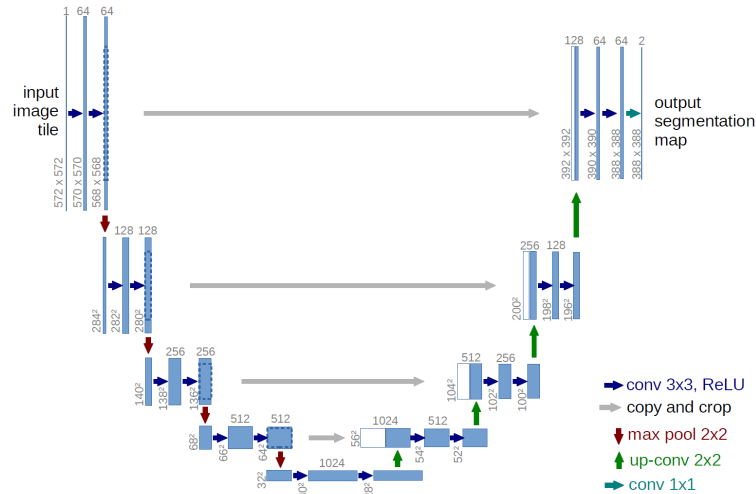 1 64 64
128 64 64 2
input
image
tile
output
segmentation
map
572 x 572
570 x 570
568 x 568
392 x 392
390 x 390
388 x 388
388 x 388
128 128
256 128
284²
282²
280²
200²
198²
196²
256 256
512 256
140²
138²
136²
104²
102²
100²
512 512
1024 512
68²
66²
64²
56²
54²
52²
1024
32²
conv 3x3, ReLU
copy and crop
max pool 2x2
up-conv 2x2
conv 1x1